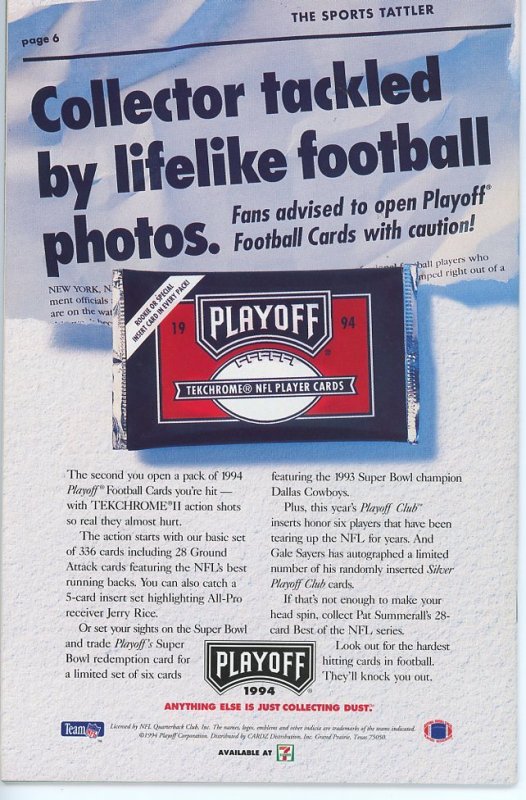 page 6
THE SPORTS TATTLER
Collector tackled
by lifelike football
photos.
Fans advised to open Playoff®
Football Cards with caution!
NEW YORK, N.
ment officials
are on the wat
ball players who
mped right out of a
ROOKIE OR SPECIAL
INSERT CARD IN EVERY PACK!
19 PLAYOFF® 94
TEKCHROME® NFL PLAYER CARDS
The second you open a pack of 1994
Playoff® Football Cards you're hit —
with TEKCHROME®II action shots
so real they almost hurt.
The action starts with our basic set
of 336 cards including 28 Ground
Attack cards featuring the NFL's best
running backs. You can also catch a
5-card insert set highlighting All-Pro
receiver Jerry Rice.
Or set your sights on the Super Bowl
and trade Playoff's Super
Bowl redemption card for
a limited set of six cards
featuring the 1993 Super Bowl champion
Dallas Cowboys.
Plus, this year's Playoff Club™
inserts honor six players that have been
tearing up the NFL for years. And
Gale Sayers has autographed a limited
number of his randomly inserted Silver
Playoff Club cards.
If that's not enough to make your
head spin, collect Pat Summerall's 28-
card Best of the NFL series.
Look out for the hardest
hitting cards in football.
They'll knock you out.
PLAYOFF®
1994
ANYTHING ELSE IS JUST COLLECTING DUST.™
Team NFL
Licensed by NFL Quarterback Club, Inc. The names, logos, emblems and other indicia are trademarks of the teams indicated.
©1994 Playoff Corporation. Distributed by CARDZ Distribution, Inc. Grand Prairie, Texas 75050.
AVAILABLE AT 7 ELEVEN